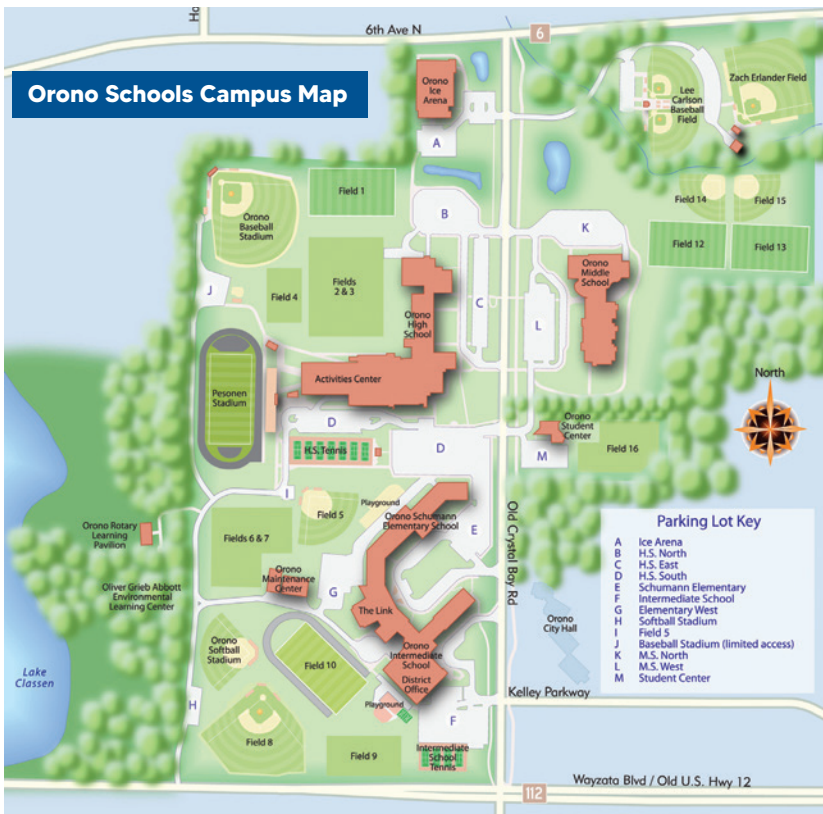 Ho
6th Ave N
6
Orono Schools Campus Map
Orono
Ice
Arena
A
Lee
Carlson
Baseball
Field
Zach Erlander Field
Field 1
Orono
Baseball
Stadium
B
K
Field 14
Field 15
Field 12
Field 13
Orono
Middle
School
Fields
2 & 3
Field 4
J
C
L
Orono
High
School
Activities Center
Pesonen
Stadium
North
D
H.S. Tennis
D
Orono
Student
Center
M
Field 16
I
Field 5
Playground
Orono Schumann
Elementary School
E
Old Crystal Bay Rd
Orono Rotary
Learning
Pavilion
Fields 6 & 7
Orono
Maintenance
Center
G
Oliver Grieb Abbott
Environmental
Learning Center
The Link
Orono
City Hall
Parking Lot Key
A Ice Arena
B H.S. North
C H.S. East
D H.S. South
E Schumann Elementary
F Intermediate School
G Elementary West
H Softball Stadium
I Field 5
J Baseball Stadium (limited access)
K M.S. North
L M.S. West
M Student Center
Orono
Softball
Stadium
Field 10
Orono
Intermediate
School
District
Office
Lake
Classen
H
Playground
Kelley Parkway
F
Field 8
Field 9
Intermediate
School
Tennis
Wayzata Blvd / Old U.S. Hwy 12
112